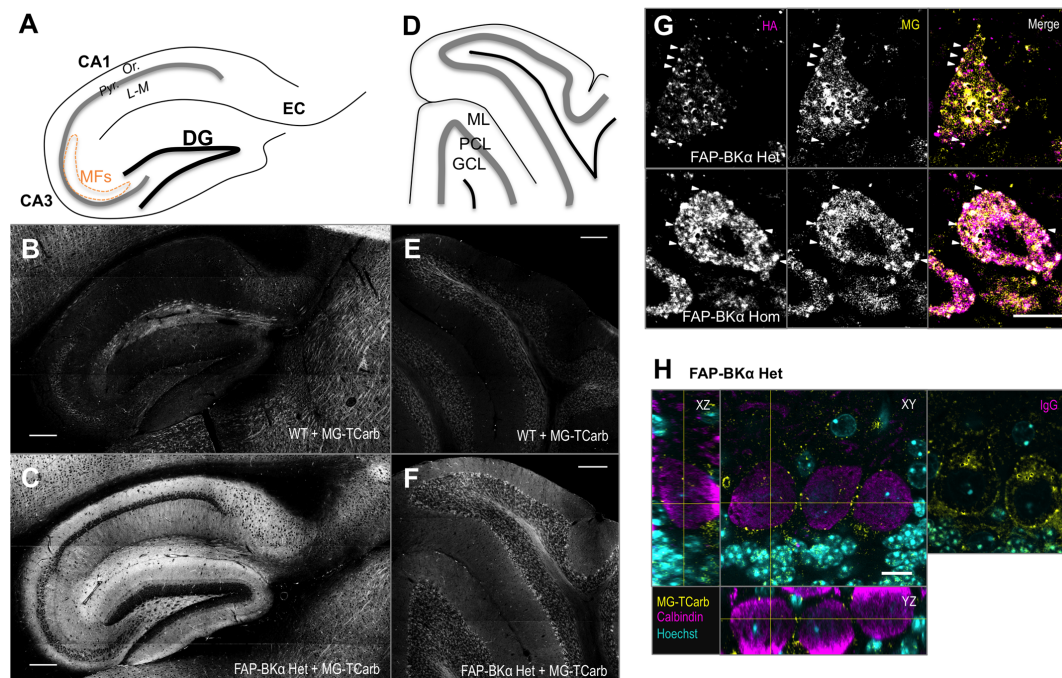 A
CA1
Or.
Pyr.
L-M
EC
DG
MFs
CA3
D
ML
PCL
GCL
B
WT + MG-TCarb
E
WT + MG-TCarb
C
FAP-BKα Het + MG-TCarb
F
FAP-BKα Het + MG-TCarb
G
HA
MG
Merge
FAP-BKα Het
FAP-BKα Hom
H
FAP-BKα Het
XZ
XY
IgG
MG-TCarb
Calbindin
Hoechst
YZ